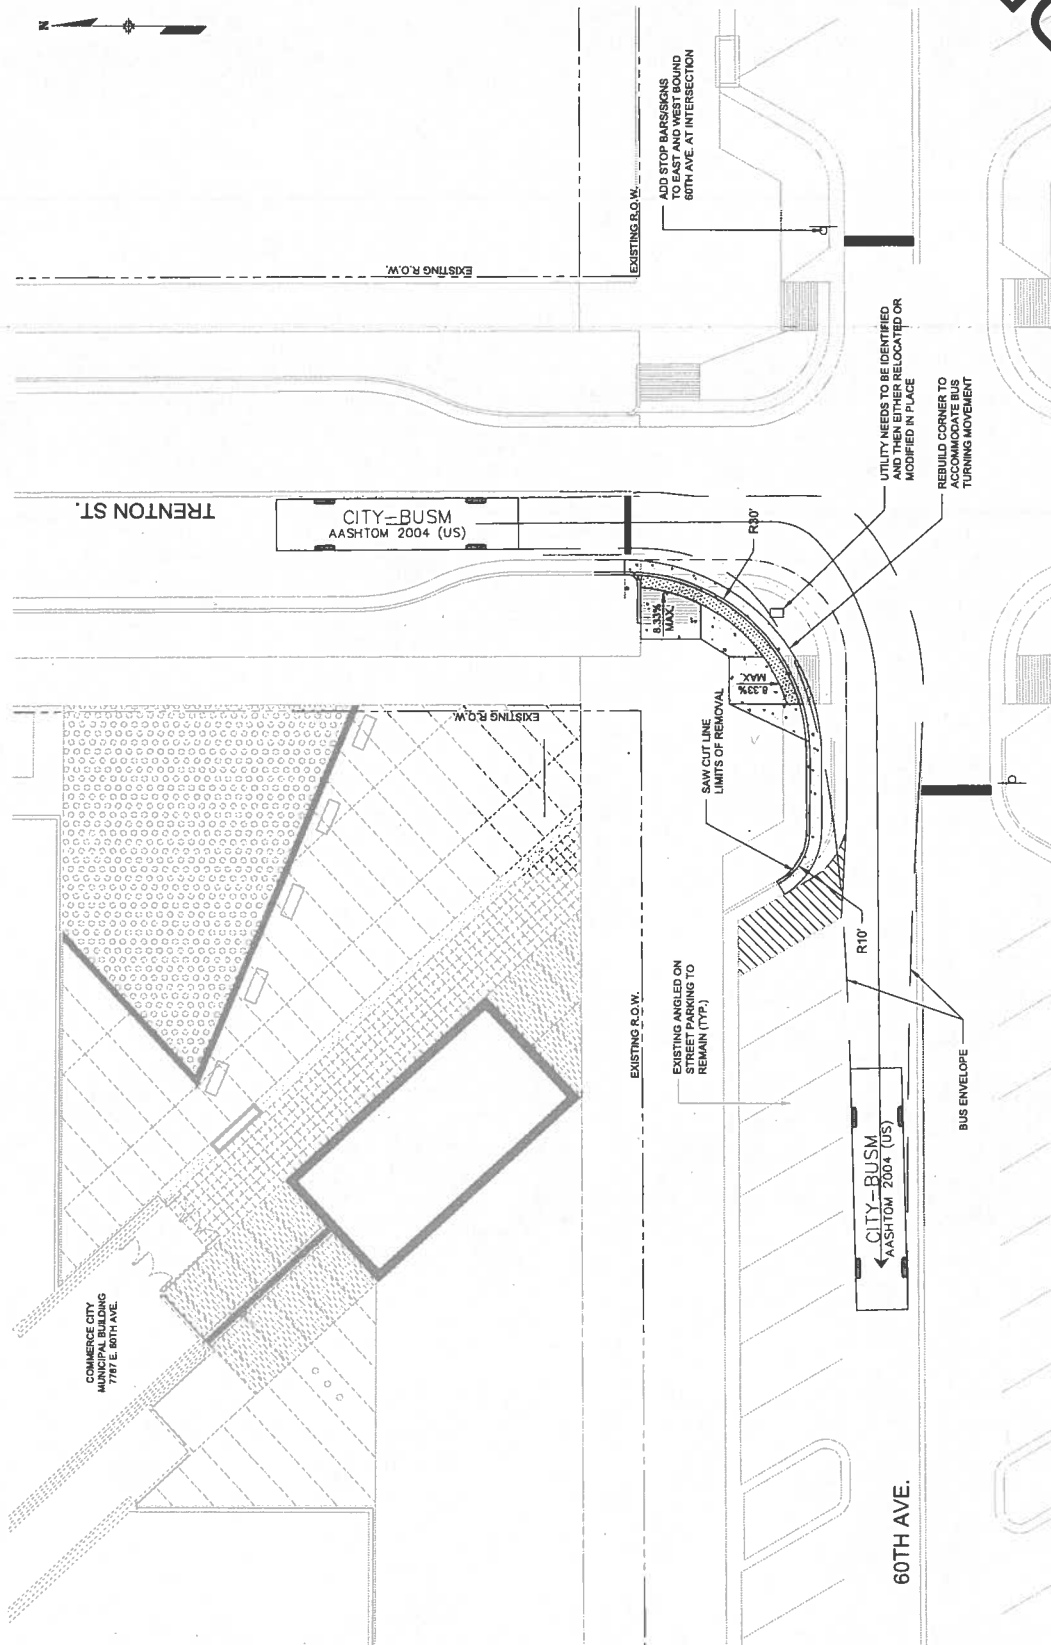 N
ADD STOP BARS/SIGNS
TO EAST AND WEST BOUND
60TH AVE. AT INTERSECTION
EXISTING R.O.W.
EXISTING R.O.W.
UTILITY NEEDS TO BE IDENTIFIED
AND THEN EITHER RELOCATED OR
MODIFIED IN PLACE
REBUILD CORNER TO
ACCOMMODATE BUS
TURNING MOVEMENT
TRENTON ST.
CITY-BUSM
AASHTOM 2004 (US)
R30'
8.33%
MAX.
8.33%
MAX.
SAW CUT LINE
LIMITS OF REMOVAL
EXISTING R.O.W.
EXISTING R.O.W.
EXISTING ANGLED ON
STREET PARKING TO
REMAIN (TYP.)
R10'
BUS ENVELOPE
CITY-BUSM
AASHTOM 2004 (US)
COMMERCE CITY
MUNICIPAL BUILDING
7787 E. 60TH AVE.
60TH AVE.